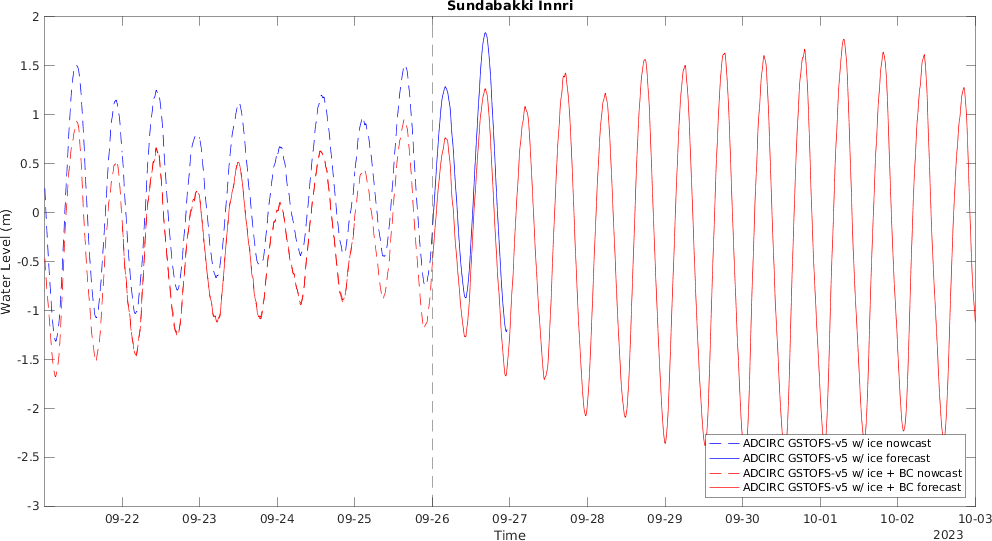 Sundabakki Innri
2
1.5
1
0.5
0
-0.5
-1
-1.5
-2
-2.5
-3
Water Level (m)
ADCIRC GSTOFS-v5 w/ ice nowcast
ADCIRC GSTOFS-v5 w/ ice forecast
ADCIRC GSTOFS-v5 w/ ice + BC nowcast
ADCIRC GSTOFS-v5 w/ ice + BC forecast
09-22 09-23 09-24 09-25 09-26 09-27 09-28 09-29 09-30 10-01 10-02 10-03
Time
2023